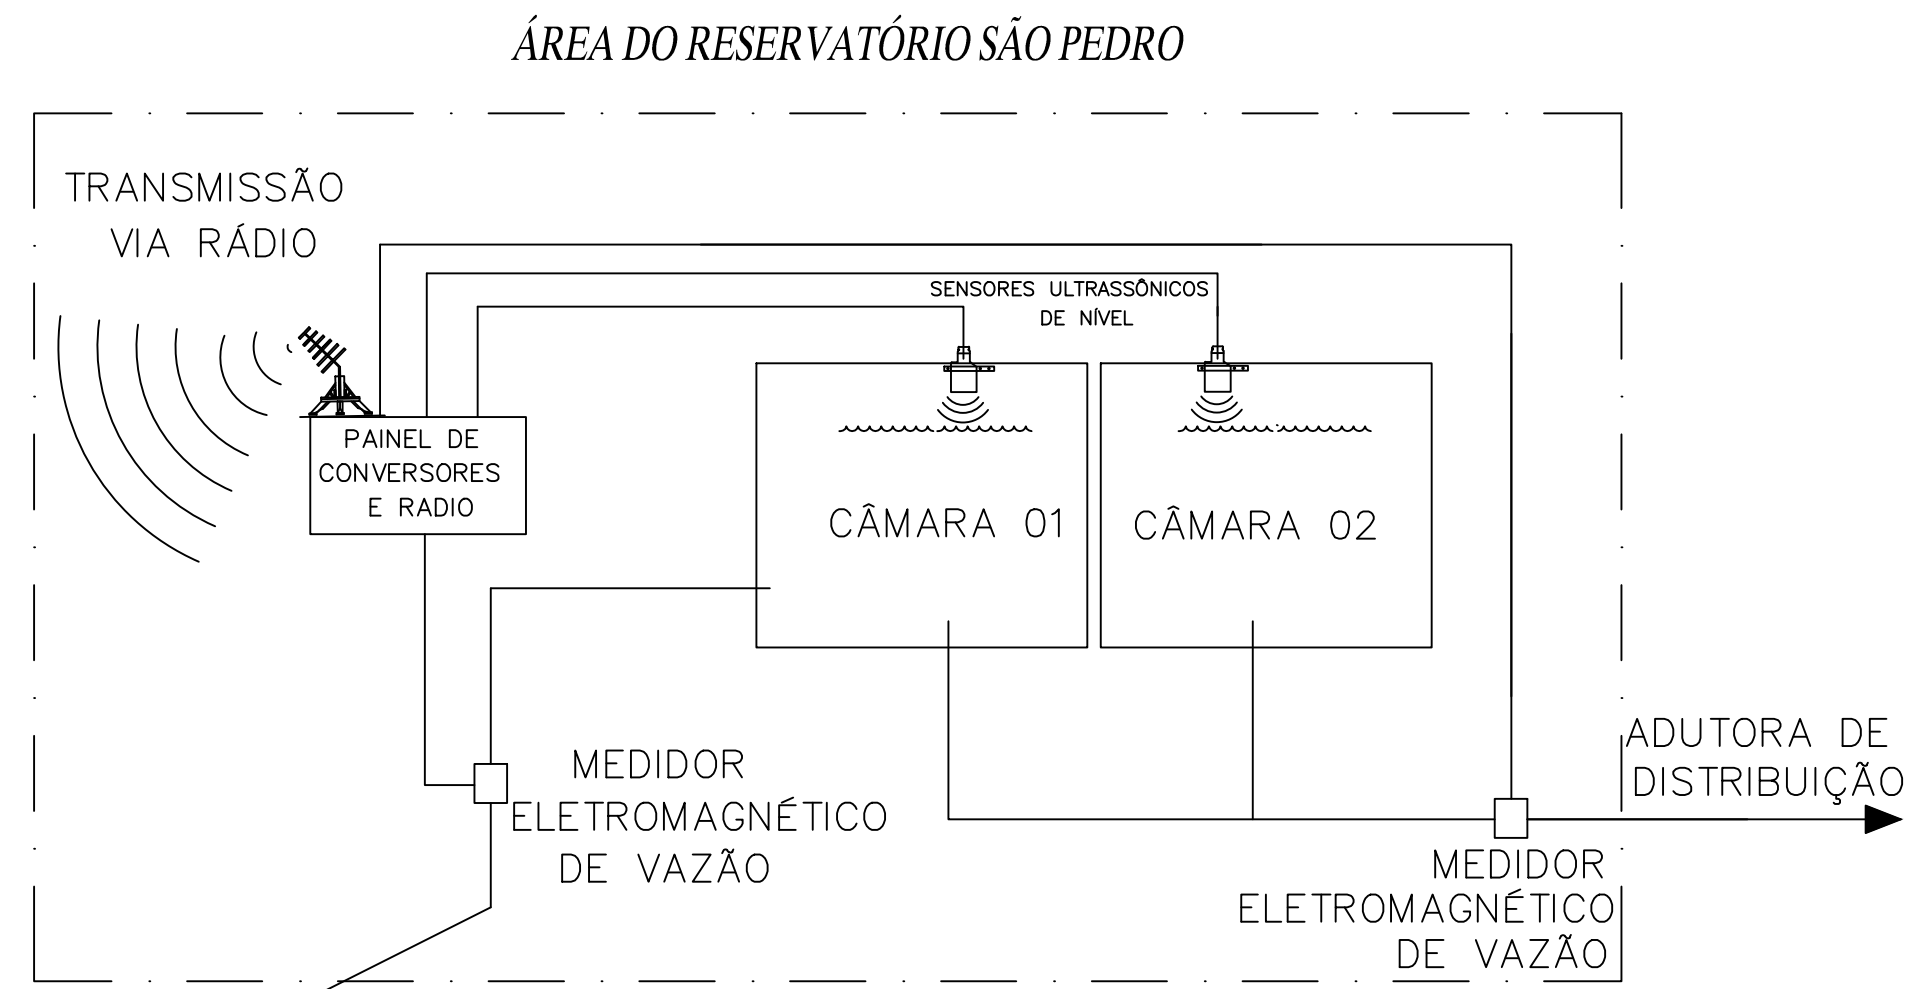 ÁREA DO RESERVATÓRIO SÃO PEDRO
TRANSMISSÃO
VIA RÁDIO
SENSORES ULTRASSÔNICOS
DE NÍVEL
PAINEL DE
CONVERSORES
E RADIO
CÂMARA 01
CÂMARA 02
ADUTORA DE
DISTRIBUIÇÃO
MEDIDOR
ELETROMAGNÉTICO
DE VAZÃO
MEDIDOR
ELETROMAGNÉTICO
DE VAZÃO